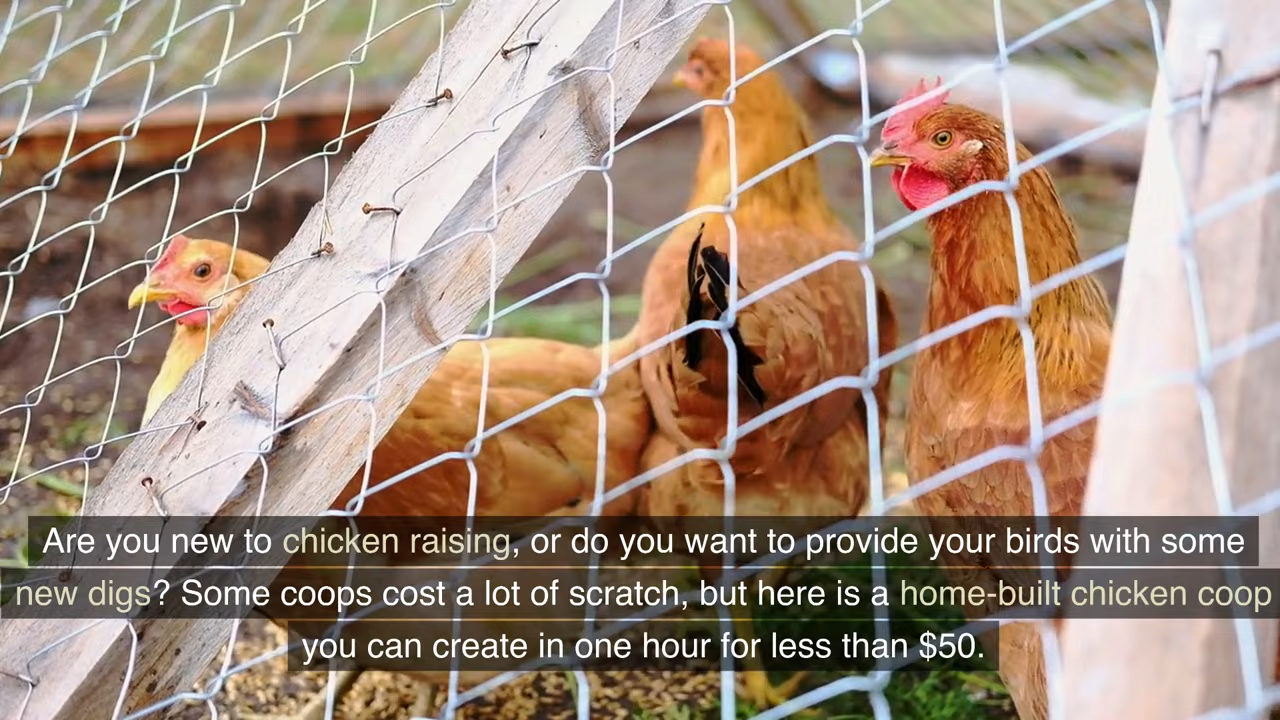 Are you new to chicken raising, or do you want to provide your birds with some
new digs? Some coops cost a lot of scratch, but here is a home-built chicken coop
you can create in one hour for less than $50.